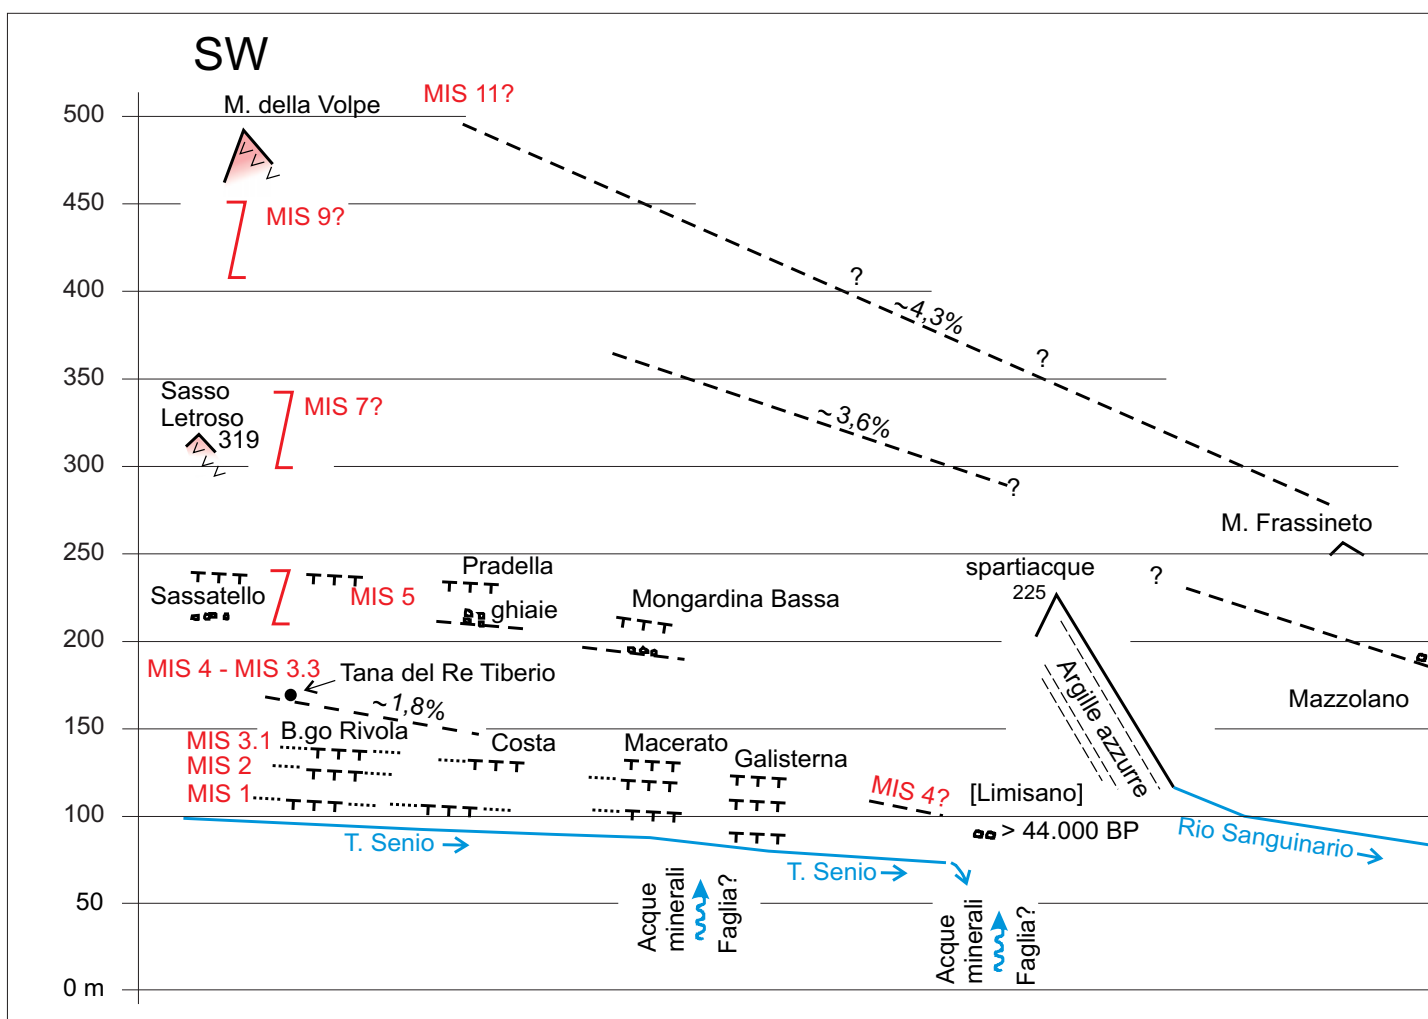 SW
500
M. della Volpe
MIS 11?
450
MIS 9?
400
?
~4,3%
?
350
Sasso
Letroso
319
MIS 7?
~3,6%
300
?
M. Frassineto
250
Pradella
spartiacque
225
?
Sassatello
MIS 5
ghiaie
Mongardina Bassa
200
MIS 4 - MIS 3.3
Tana del Re Tiberio
~1,8%
Argille azzurre
Mazzolano
150
B.go Rivola
MIS 3.1
Costa
Macerato
Galisterna
MIS 2
MIS 1
MIS 4?
[Limisano]
100
> 44.000 BP
T. Senio
T. Senio
Rio Sanguinario
50
Acque
minerali
Faglia?
Acque
minerali
Faglia?
0 m